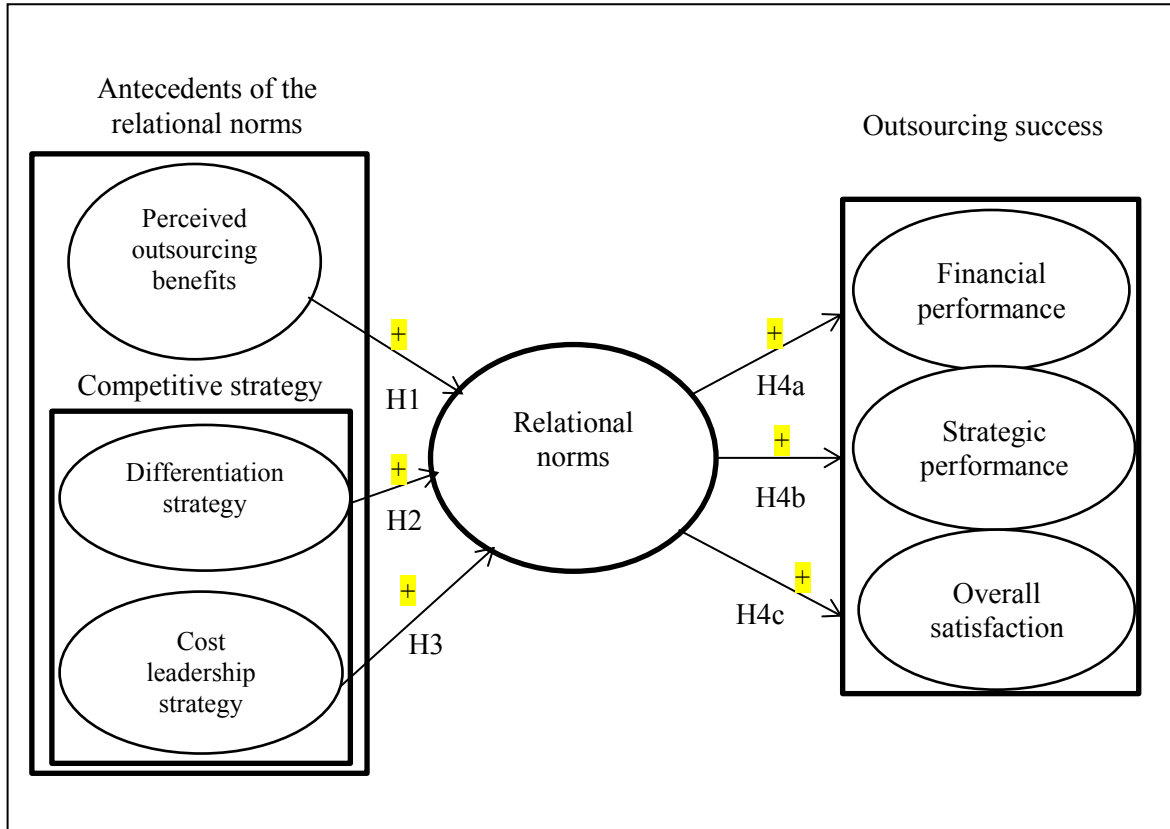 Antecedents of the
relational norms
Perceived
outsourcing
benefits
Competitive strategy
Differentiation
strategy
Cost
leadership
strategy
+
H1
+
H2
+
H3
Relational
norms
+
H4a
+
H4b
+
H4c
Outsourcing success
Financial
performance
Strategic
performance
Overall
satisfaction